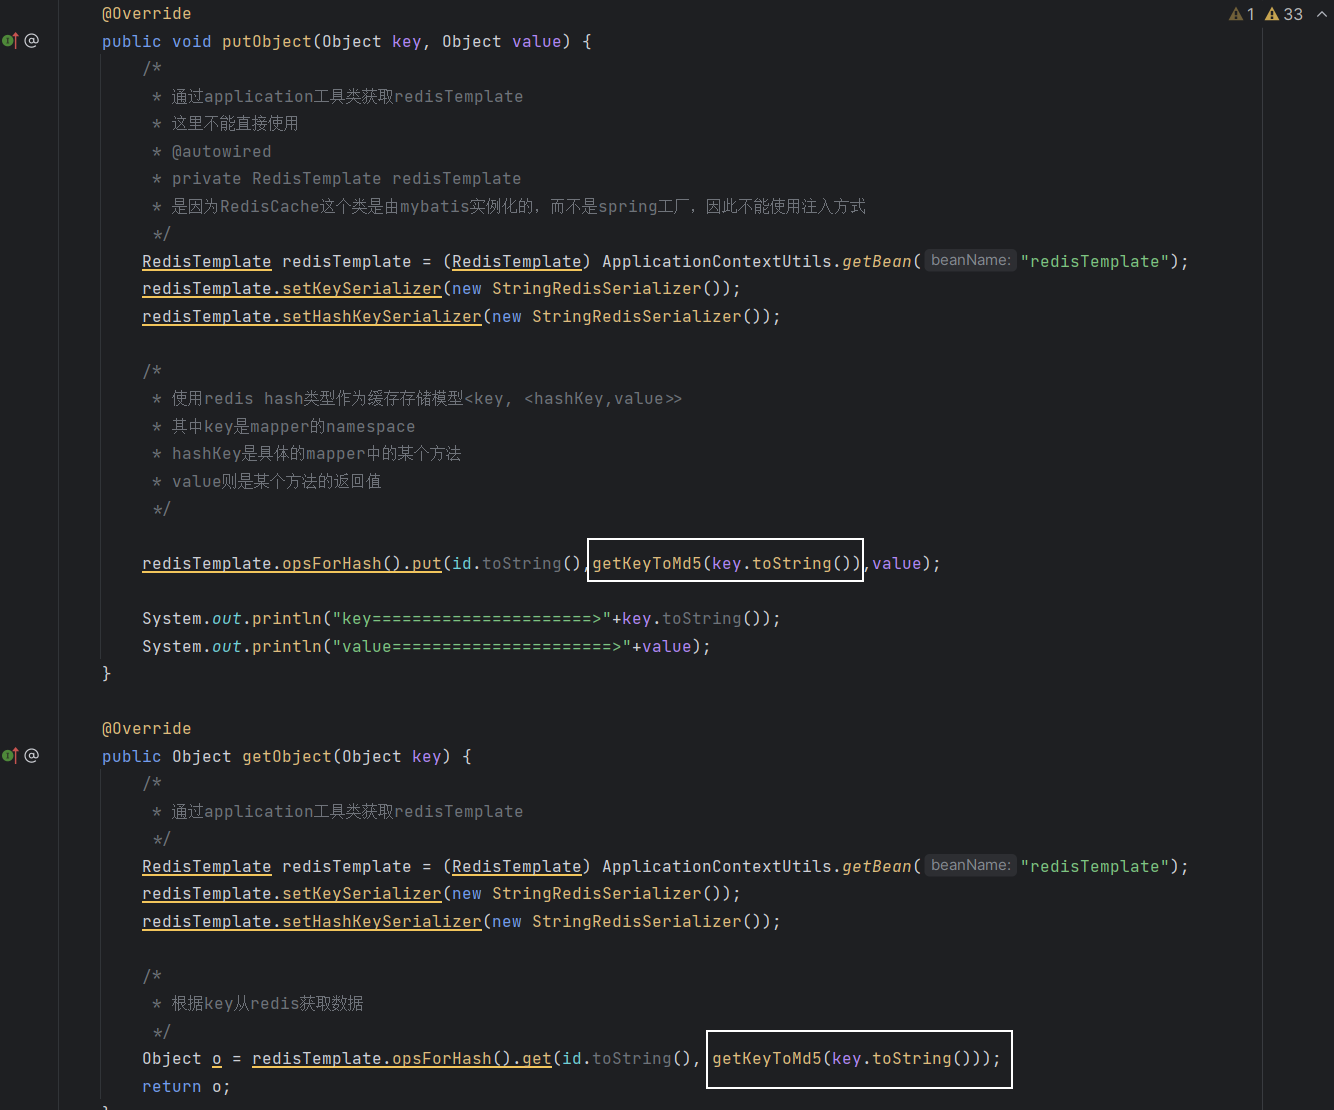 @Override
1 33
public void putObject(Object key, Object value) {
/*
* 通过application工具类获取redisTemplate
* 这里不能直接使用
* @autowired
* private RedisTemplate redisTemplate
* 是因为RedisCache这个类是由mybatis实例化的，而不是spring工厂，因此不能使用注入方式
*/
RedisTemplate redisTemplate = (RedisTemplate) ApplicationContextUtils.getBean( beanName: "redisTemplate");
redisTemplate.setKeySerializer(new StringRedisSerializer());
redisTemplate.setHashKeySerializer(new StringRedisSerializer());
/*
* 使用redis hash类型作为缓存存储模型<key, <hashKey,value>>
* 其中key是mapper的namespace
* hashKey是具体的mapper中的某个方法
* value则是某个方法的返回值
*/
redisTemplate.opsForHash().put(id.toString(),getKeyToMd5(key.toString()),value);
System.out.println("key======================>"+key.toString());
System.out.println("value======================>"+value);
}
@Override
public Object getObject(Object key) {
/*
* 通过application工具类获取redisTemplate
*/
RedisTemplate redisTemplate = (RedisTemplate) ApplicationContextUtils.getBean( beanName: "redisTemplate");
redisTemplate.setKeySerializer(new StringRedisSerializer());
redisTemplate.setHashKeySerializer(new StringRedisSerializer());
/*
* 根据key从redis获取数据
*/
Object o = redisTemplate.opsForHash().get(id.toString(), getKeyToMd5(key.toString()));
return o;